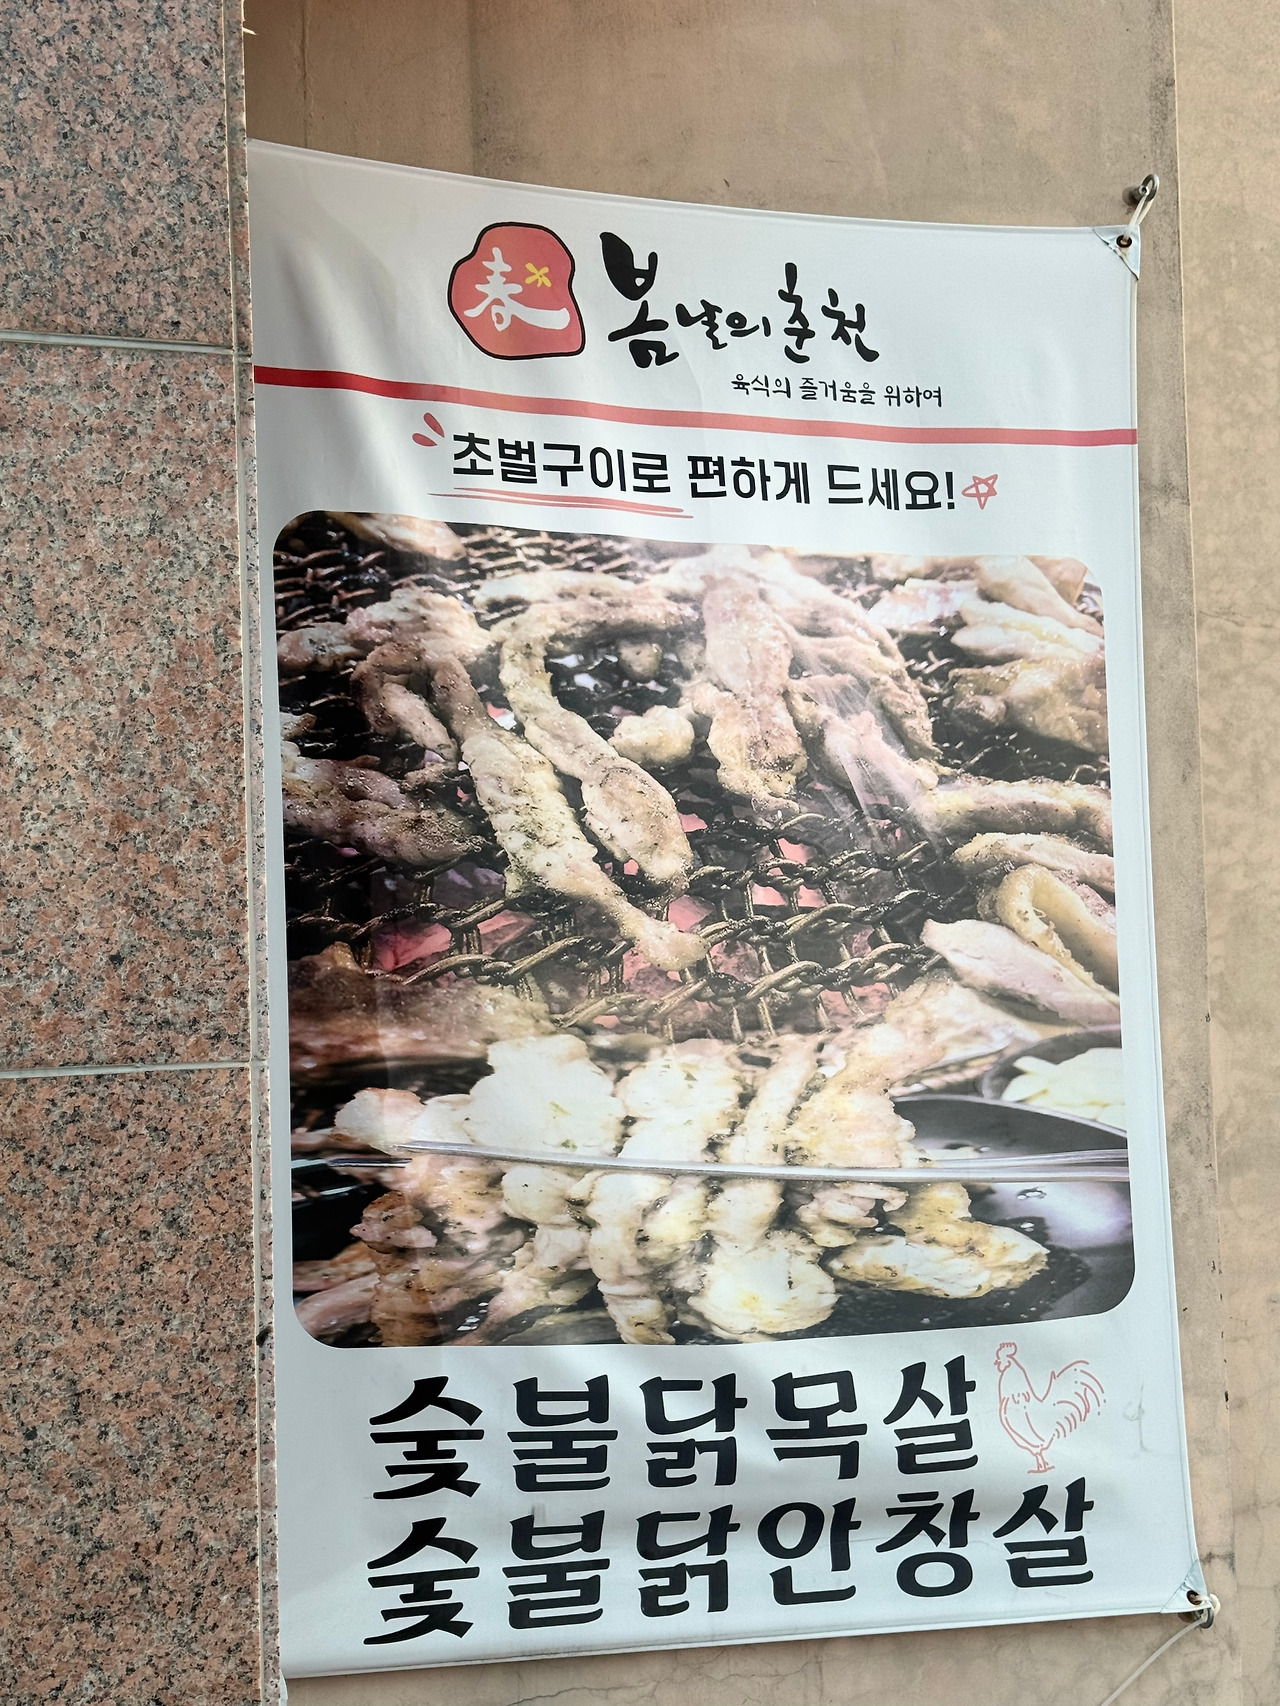 春
봄날의춘천
육식의 즐거움을 위하여
초벌구이로 편하게 드세요!
숯불닭목살
숯불닭안창살